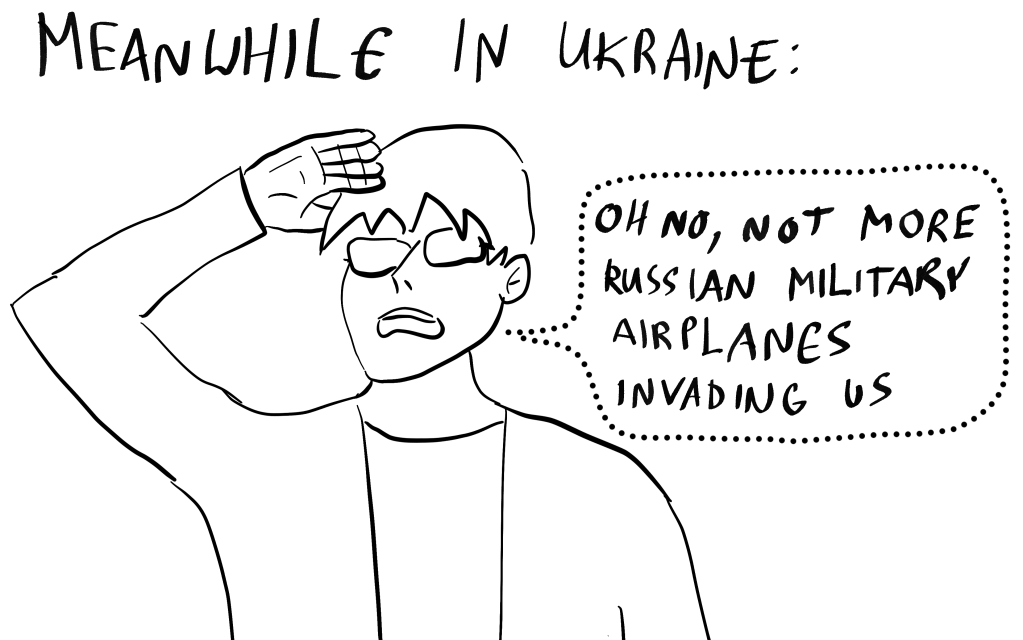 MEANWHILE IN UKRAINE:
OH NO, NOT MORE
RUSSIAN MILITARY
AIRPLANES
INVADING US